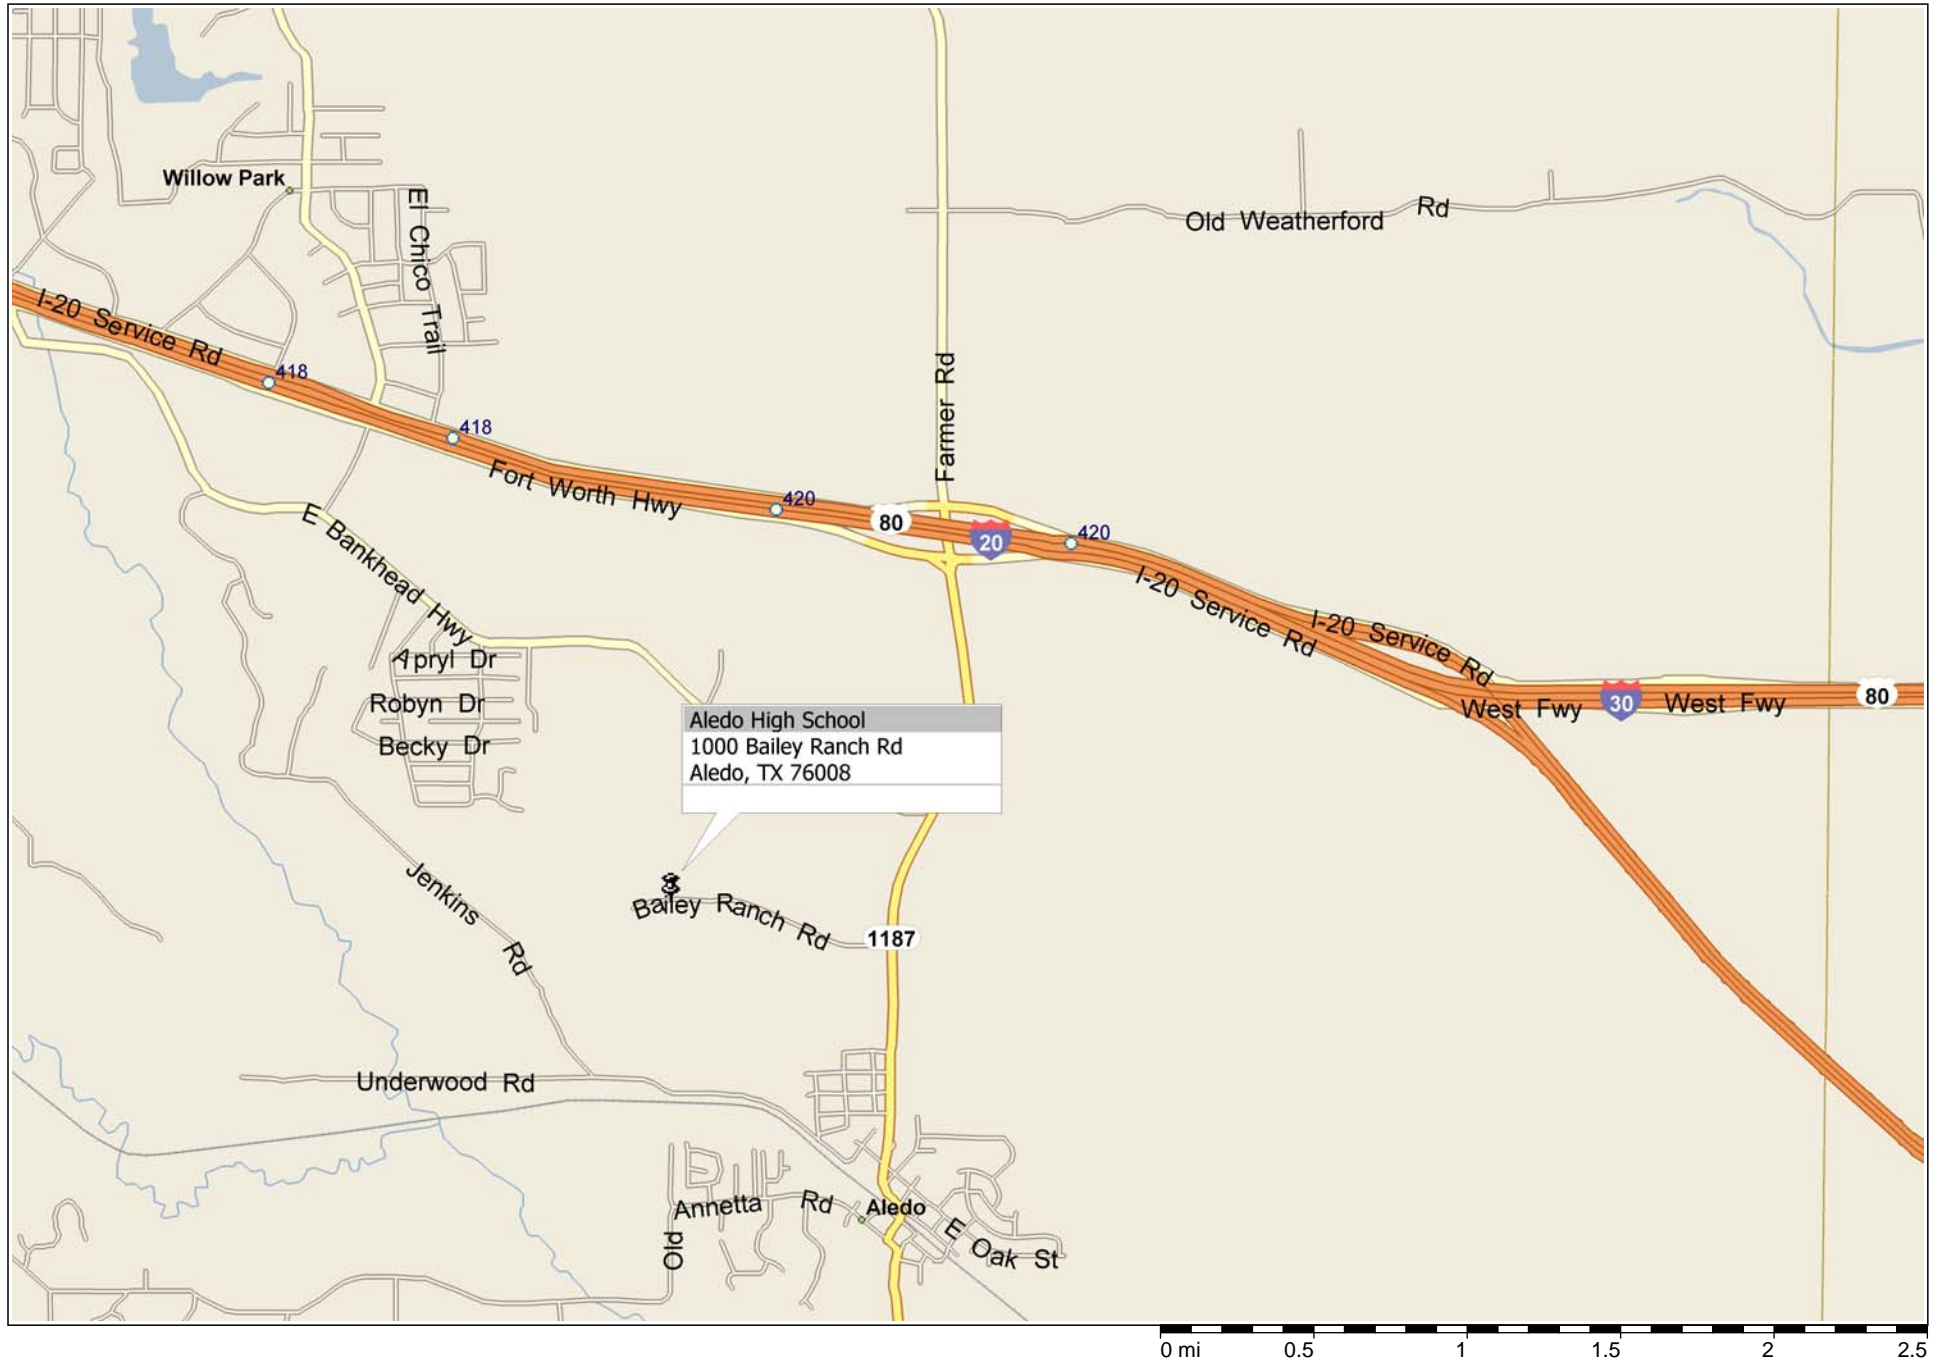 Willow Park
El Chico Trail
Old Weatherford Rd
I-20 Service Rd
418
418
Farmer Rd
Fort Worth Hwy
420
80
20
420
E Bankhead Hwy
I-20 Service Rd
I-20 Service Rd
Apryl Dr
Robyn Dr
Becky Dr
West Fwy
30
West Fwy
80
Aledo High School
1000 Bailey Ranch Rd
Aledo, TX 76008
Jenkins Rd
Bailey Ranch Rd
1187
Underwood Rd
Old Annetta Rd
Aledo
E Oak St
0 mi 0.5 1 1.5 2 2.5